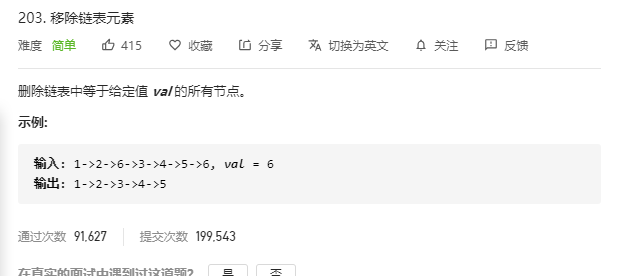 203. 移除链表元素
难度 简单 415 收藏 分享 切换为英文 关注 反馈
删除链表中等于给定值 val 的所有节点。
示例:
输入: 1->2->6->3->4->5->6, val = 6
输出: 1->2->3->4->5
通过次数 91,627 提交次数 199,543
在真实的面试中遇到过这道题? 是 否